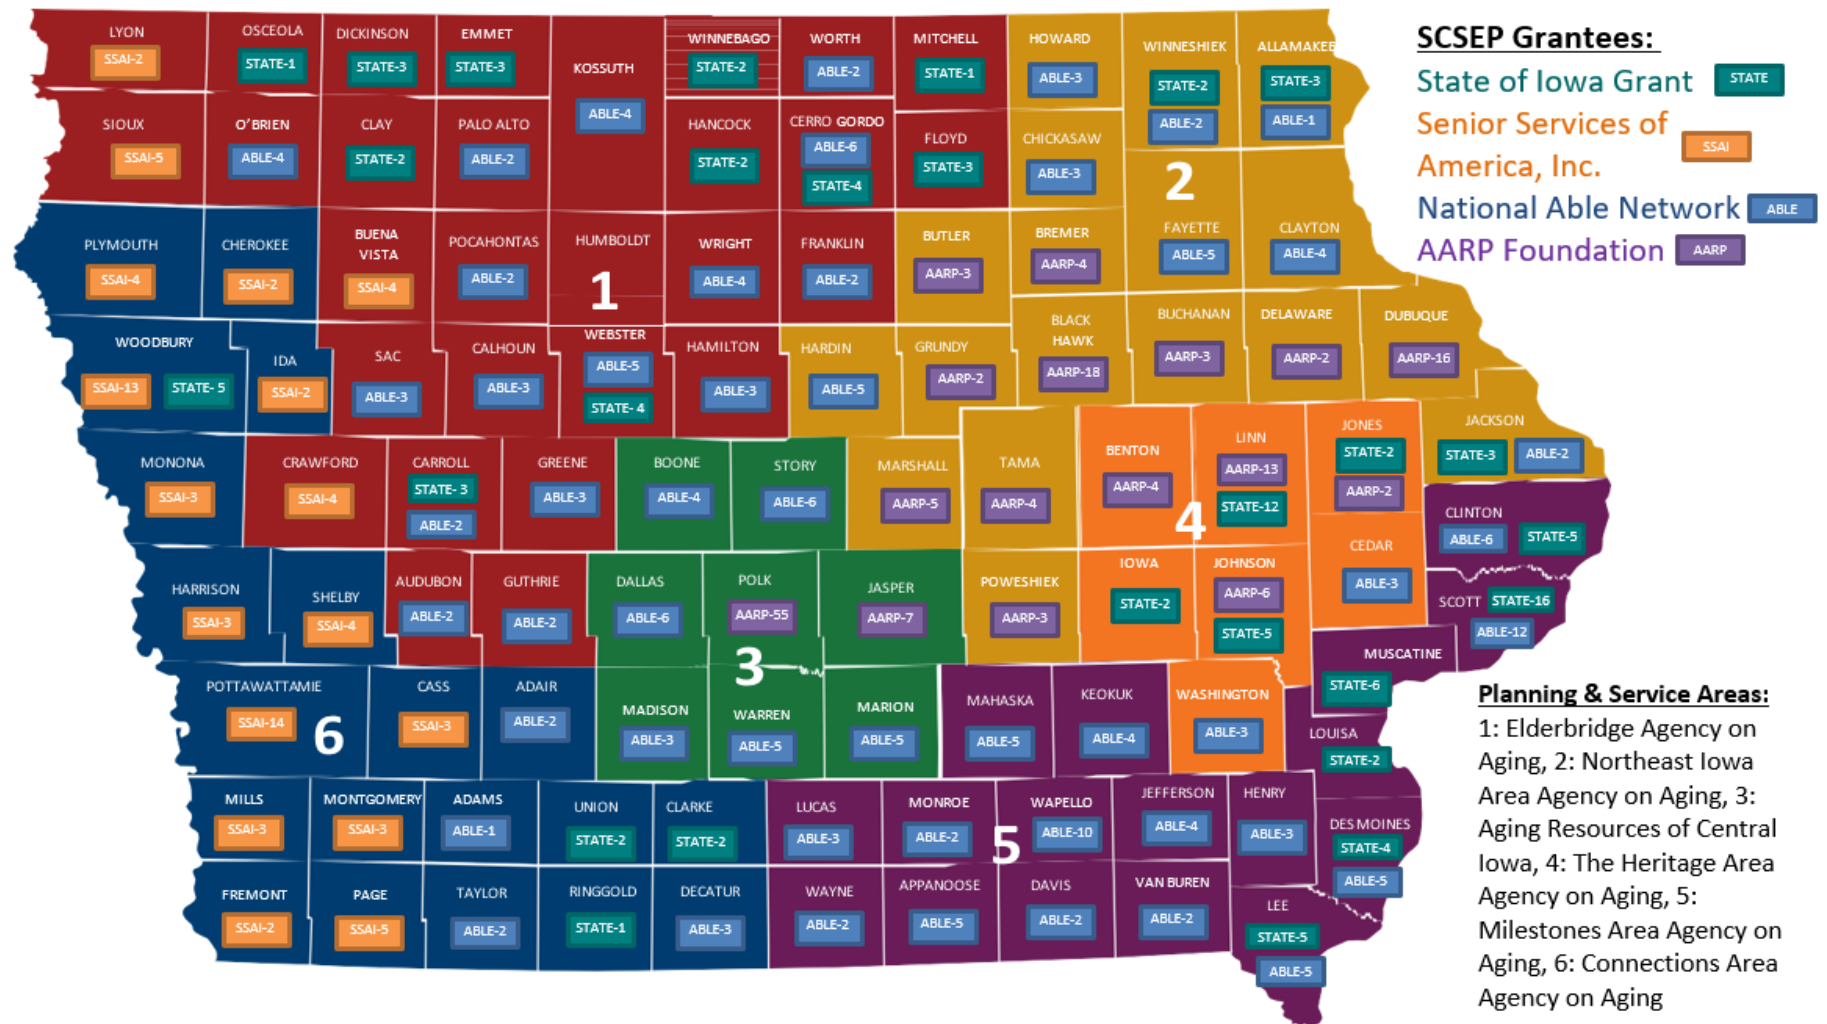 LYON
SSAI-2
OSCEOLA
STATE-1
DICKINSON
STATE-3
EMMET
STATE-3
KOSSUTH
ABLE-4
WINNEBAGO
STATE-2
WORTH
ABLE-2
MITCHELL
STATE-1
HOWARD
ABLE-3
WINNESHIEK
STATE-2
ABLE-2
ALLAMAKEE
STATE-3
ABLE-1
SIOUX
SSAI-5
O'BRIEN
ABLE-4
CLAY
STATE-2
PALO ALTO
ABLE-2
HANCOCK
STATE-2
CERRO GORDO
ABLE-6
STATE-4
FLOYD
STATE-3
CHICKASAW
ABLE-3
2
PLYMOUTH
SSAI-4
CHEROKEE
SSAI-2
BUENA
VISTA
SSAI-4
POCAHONTAS
ABLE-2
HUMBOLDT
1
WRIGHT
ABLE-4
FRANKLIN
ABLE-2
BUTLER
AARP-3
BREMER
AARP-4
FAYETTE
ABLE-5
CLAYTON
ABLE-4
WOODBURY
SSAI-13
STATE- 5
IDA
SSAI-2
SAC
ABLE-3
CALHOUN
ABLE-3
WEBSTER
ABLE-5
STATE- 4
HAMILTON
ABLE-3
HARDIN
ABLE-5
GRUNDY
AARP-2
BLACK
HAWK
AARP-18
BUCHANAN
AARP-3
DELAWARE
AARP-2
DUBUQUE
AARP-16
MONONA
SSAI-3
CRAWFORD
SSAI-4
CARROLL
STATE- 3
ABLE-2
GREENE
ABLE-3
BOONE
ABLE-4
STORY
ABLE-6
MARSHALL
AARP-5
TAMA
AARP-4
BENTON
AARP-4
4
LINN
AARP-13
STATE-12
JONES
STATE-2
AARP-2
JACKSON
STATE-3
ABLE-2
CLINTON
ABLE-6
STATE-5
CEDAR
ABLE-3
HARRISON
SSAI-3
SHELBY
SSAI-4
AUDUBON
ABLE-2
GUTHRIE
ABLE-2
DALLAS
ABLE-6
POLK
AARP-55
3
JASPER
AARP-7
POWESHIEK
AARP-3
IOWA
STATE-2
JOHNSON
AARP-6
STATE-5
SCOTT
STATE-16
ABLE-12
MUSCATINE
STATE-6
POTTAWATTAMIE
SSAI-14
6
CASS
SSAI-3
ADAIR
ABLE-2
MADISON
ABLE-3
WARREN
ABLE-5
MARION
ABLE-5
MAHASKA
ABLE-5
KEOKUK
ABLE-4
WASHINGTON
ABLE-3
LOUISA
STATE-2
MILLS
SSAI-3
MONTGOMERY
SSAI-3
ADAMS
ABLE-1
UNION
STATE-2
CLARKE
STATE-2
LUCAS
ABLE-3
MONROE
ABLE-2
5
WAPELLO
ABLE-10
JEFFERSON
ABLE-4
HENRY
ABLE-3
DES MOINES
STATE-4
ABLE-5
FREMONT
SSAI-2
PAGE
SSAI-5
TAYLOR
ABLE-2
RINGGOLD
STATE-1
DECATUR
ABLE-3
WAYNE
ABLE-2
APPANOOSE
ABLE-5
DAVIS
ABLE-2
VAN BUREN
ABLE-2
LEE
STATE-5
ABLE-5
SCSEP Grantees:
State of Iowa Grant STATE
Senior Services of
America, Inc. SSAI
National Able Network ABLE
AARP Foundation AARP
Planning & Service Areas:
1: Elderbridge Agency on
Aging, 2: Northeast Iowa
Area Agency on Aging, 3:
Aging Resources of Central
Iowa, 4: The Heritage Area
Agency on Aging, 5:
Milestones Area Agency on
Aging, 6: Connections Area
Agency on Aging